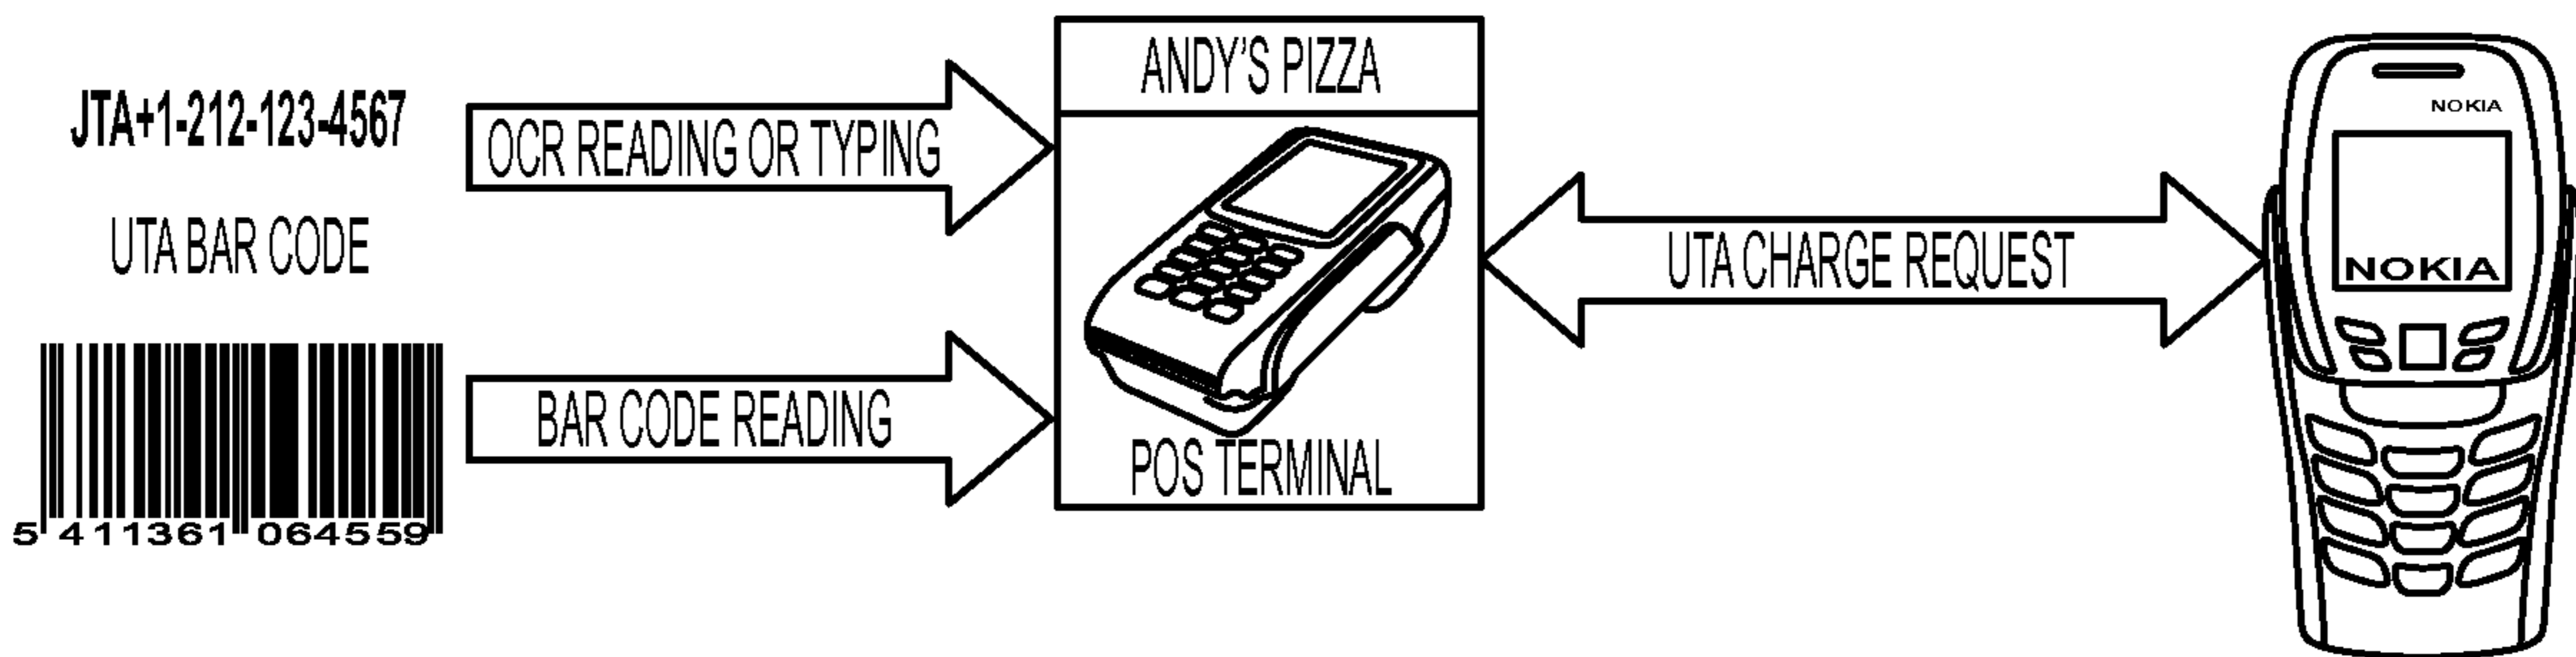 JTA+1-212-123-4567
UTA BAR CODE
5 411361 064559
OCR READING OR TYPING
BAR CODE READING
ANDY'S PIZZA
POS TERMINAL
UTA CHARGE REQUEST
NOKIA
NOKIA